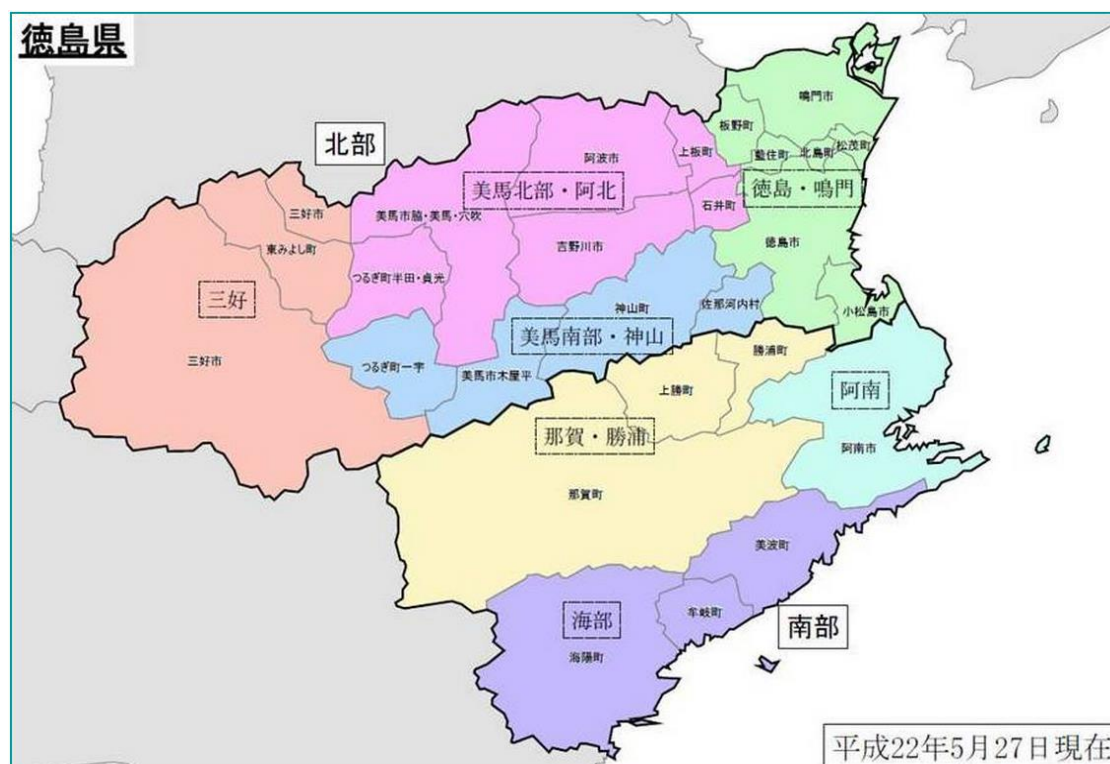 徳島県
北部
鳴門市
板野町
藍住町
北島町
松茂町
上板町
阿波市
美馬北部・阿北
徳島・鳴門
石井町
三好市
美馬市脇・美馬・穴吹
東みよし町
吉野川市
徳島市
つるぎ町半田・貞光
三好
神山町
佐那河内村
小松島市
美馬南部・神山
勝浦町
三好市
つるぎ町一宇
美馬市木屋平
上勝町
阿南
那賀・勝浦
阿南市
那賀町
美波町
海部
牟岐町
南部
海陽町
平成22年5月27日現在